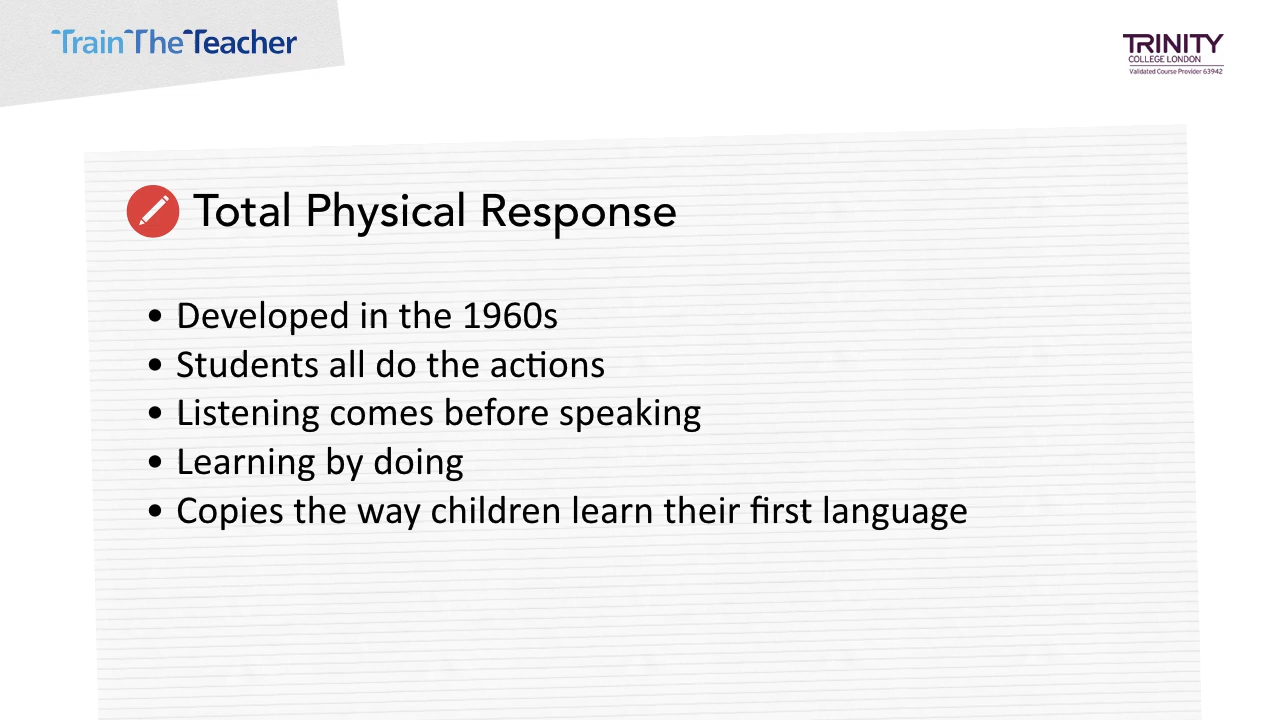 TrainTheTeacher
TRINITY
COLLEGE LONDON
Validated Course Provider 63942
Total Physical Response
• Developed in the 1960s
• Students all do the actions
• Listening comes before speaking
• Learning by doing
• Copies the way children learn their first language